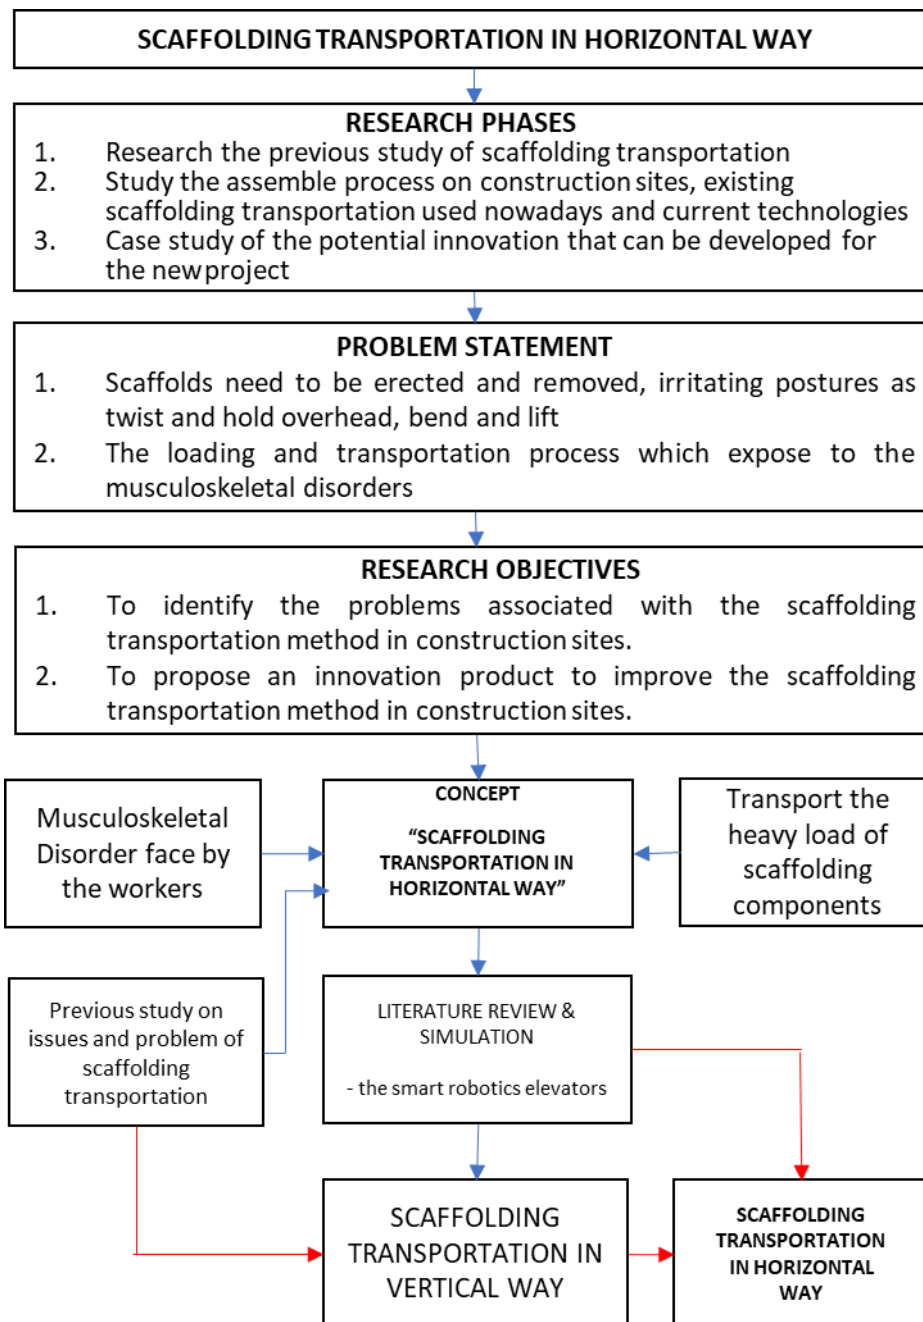 SCAFFOLDING TRANSPORTATION IN HORIZONTAL WAY
RESEARCH PHASES
1. Research the previous study of scaffolding transportation
2. Study the assemble process on construction sites, existing
scaffolding transportation used nowadays and current technologies
3. Case study of the potential innovation that can be developed for
the new project
PROBLEM STATEMENT
1. Scaffolds need to be erected and removed, irritating postures as
twist and hold overhead, bend and lift
2. The loading and transportation process which expose to the
musculoskeletal disorders
RESEARCH OBJECTIVES
1. To identify the problems associated with the scaffolding
transportation method in construction sites.
2. To propose an innovation product to improve the scaffolding
transportation method in construction sites.
Musculoskeletal
Disorder face by
the workers
CONCEPT
“SCAFFOLDING
TRANSPORTATION IN
HORIZONTAL WAY”
Transport the
heavy load of
scaffolding
components
Previous study on
issues and problem of
scaffolding
transportation
LITERATURE REVIEW &
SIMULATION
- the smart robotics elevators
SCAFFOLDING
TRANSPORTATION IN
VERTICAL WAY
SCAFFOLDING
TRANSPORTATION
IN HORIZONTAL
WAY